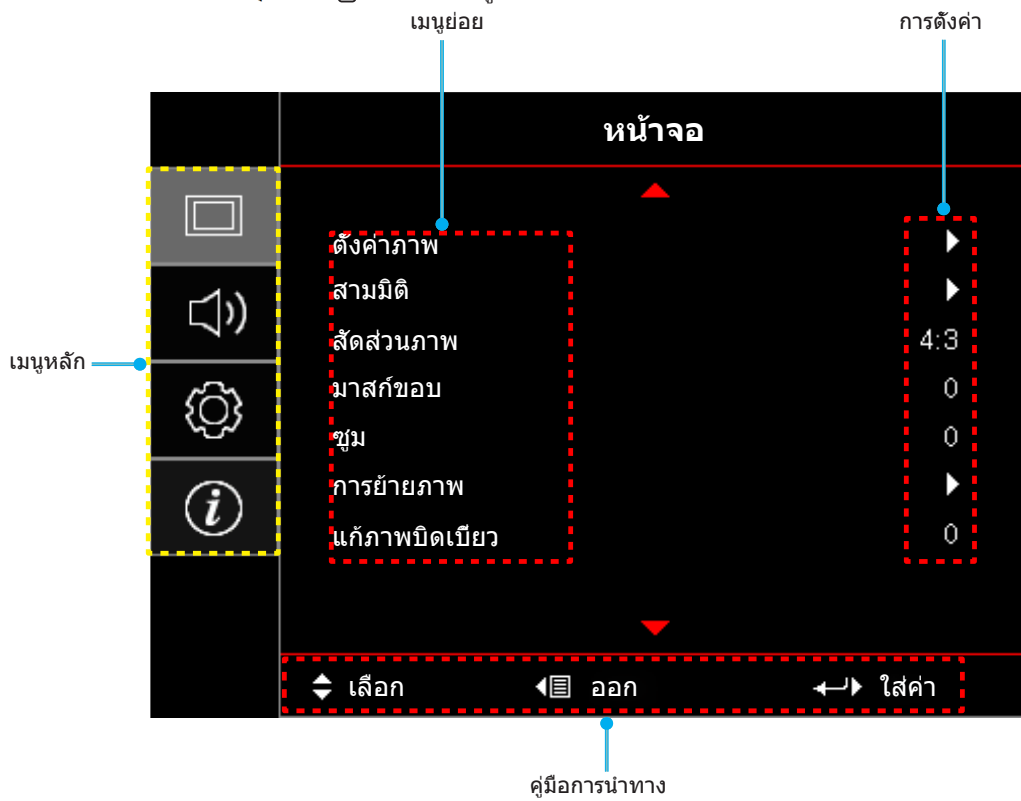 เมนูย่อย
การตั้งค่า
หน้าจอ
ตั้งค่าภาพ
สามมิติ
สัดส่วนภาพ 4:3
มาสก์ขอบ 0
ซูม 0
การย้ายภาพ
แก้ภาพบิดเบี้ยว 0
เมนูหลัก
เลือก ออก ใส่ค่า
คู่มือการนำทาง